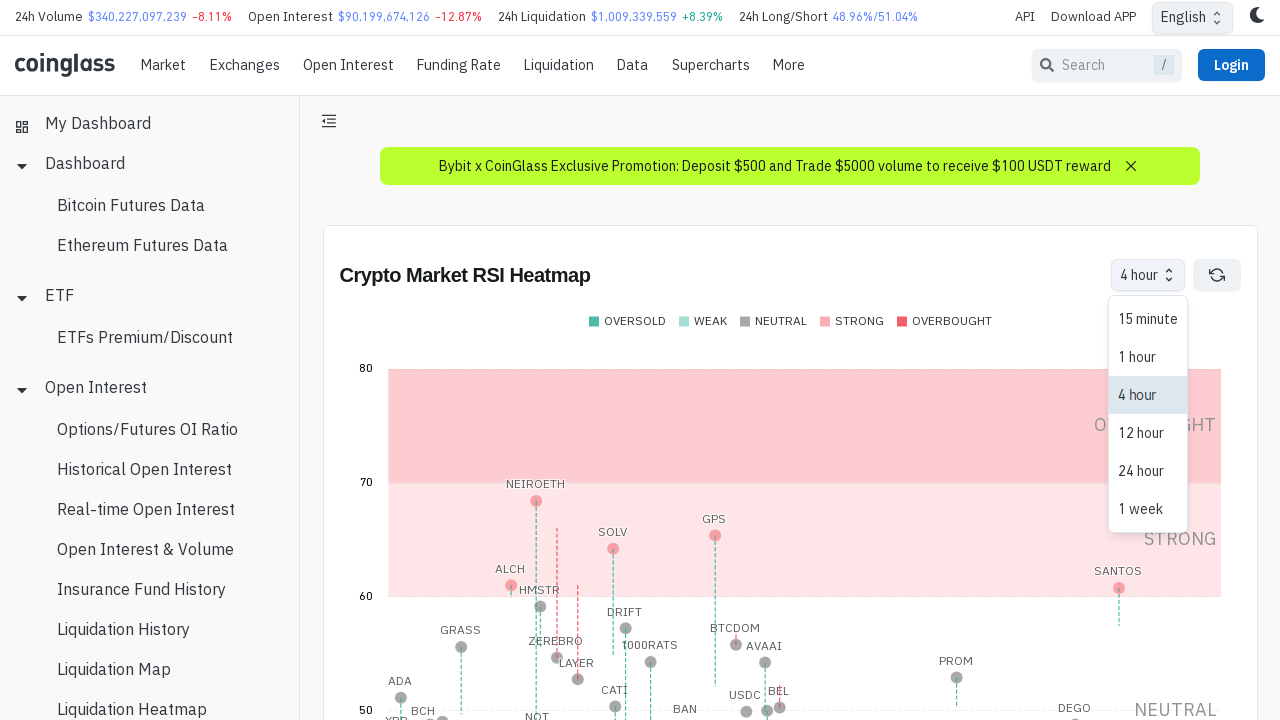 24h Volume $340,227,097,239 -8.11% Open Interest $90,199,674,126 -12.87% 24h Liquidation $1,009,339,559 +8.39% 24h Long/Short 48.96%/51.04% API Download APP English
coinglass Market Exchanges Open Interest Funding Rate Liquidation Data Supercharts More Search / Login
My Dashboard
Dashboard
Bitcoin Futures Data
Ethereum Futures Data
ETF
ETFs Premium/Discount
Open Interest
Options/Futures OI Ratio
Historical Open Interest
Real-time Open Interest
Open Interest & Volume
Insurance Fund History
Liquidation History
Liquidation Map
Liquidation Heatmap
Bybit x CoinGlass Exclusive Promotion: Deposit $500 and Trade $5000 volume to receive $100 USDT reward
Crypto Market RSI Heatmap
4 hour
15 minute
1 hour
4 hour
12 hour
24 hour
1 week
OVERSOLD WEAK NEUTRAL STRONG OVERBOUGHT
80
70
NEIROETH
GPS
SOLV
STRONG
ALCH
SANTOS
HMSTR
60
DRIFT
GRASS
BTCDOM
ZEREBRO
1000RATS
AVAAI
LAYER
PROM
ADA
CATI
BEL
USDC
BCH
BAN
DEGO
50
NEUTRAL
NOT